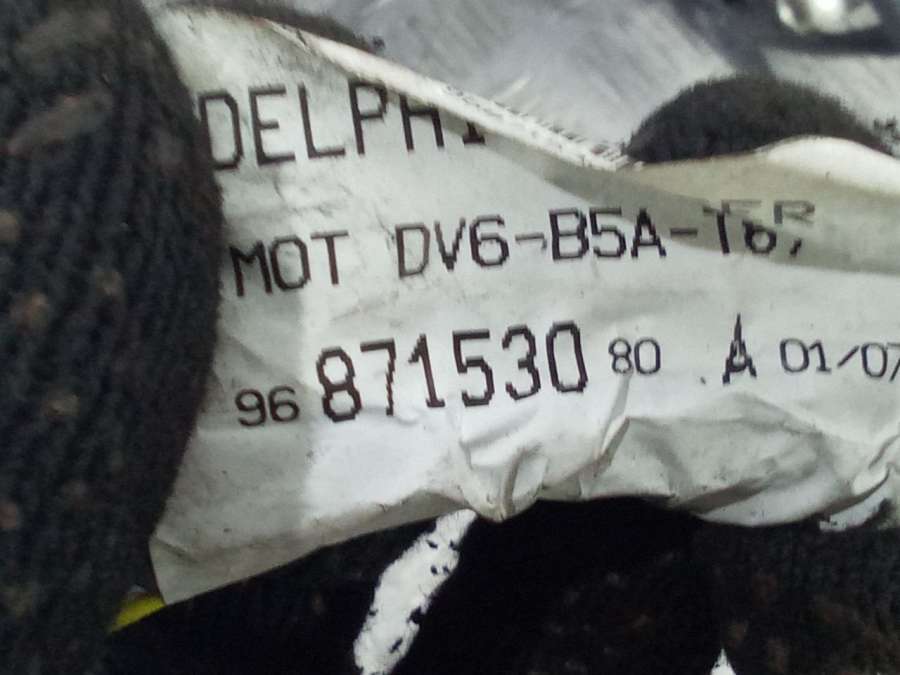 DELPHI
MOT DV6-B5A-
96 871530 80 A 01/07